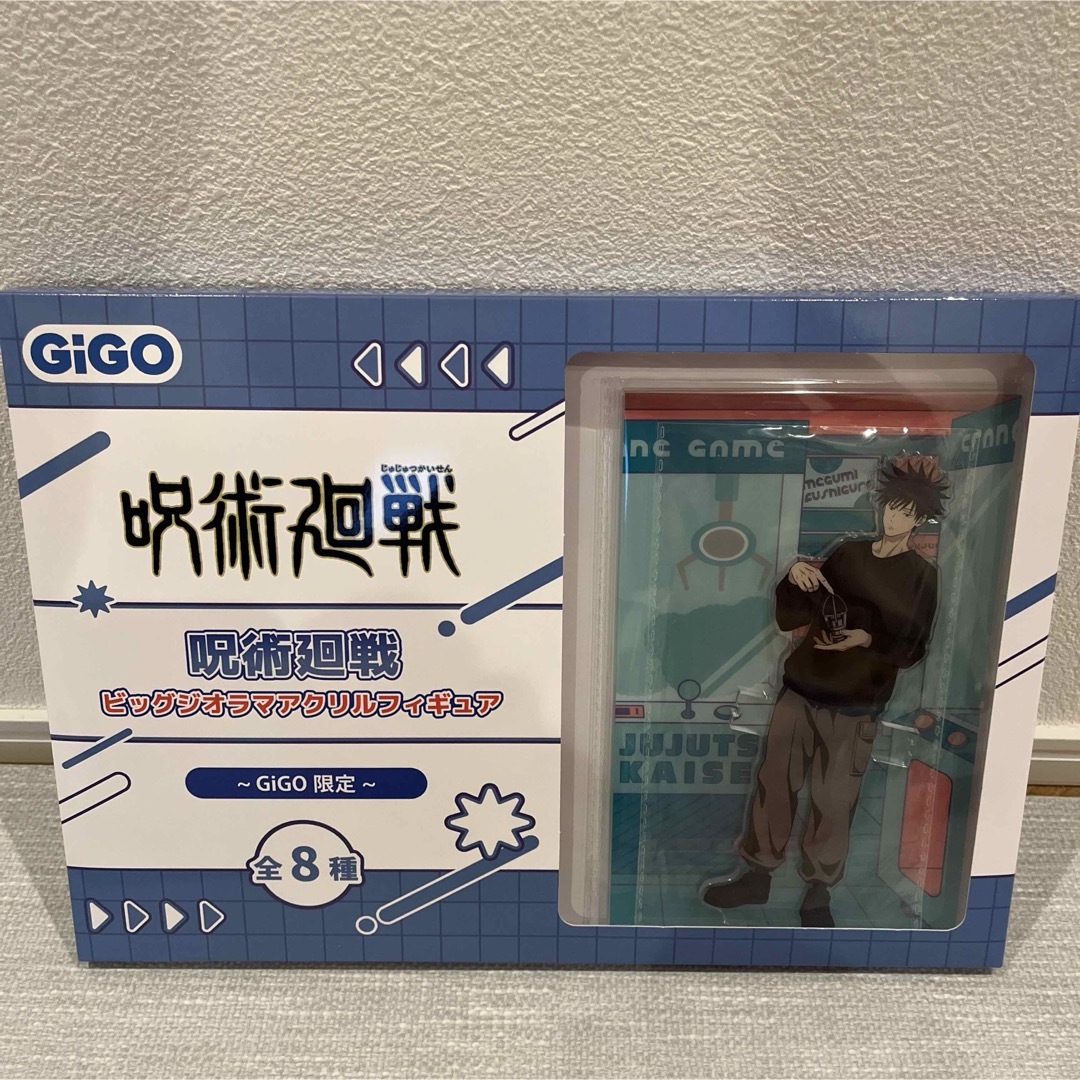 GiGO
じゅじゅつかいせん
呪術廻戦
呪術廻戦
ビッグジオラマアクリルフィギュア
~ GiGO 限定 ~
全8種
GAME
MEGUMI
FUSHIGURO
JUJUTS
KAISE